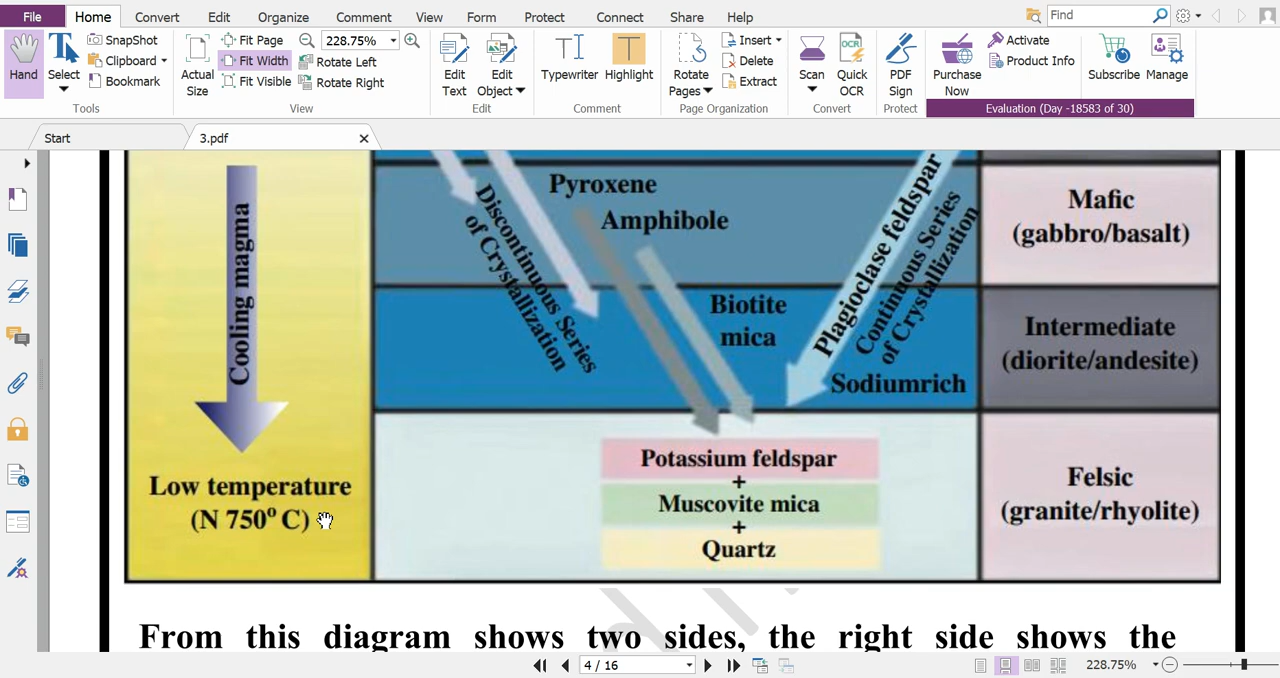 File Home Convert Edit Organize Comment View Form Protect Connect Share Help Find
Hand
Select
SnapShot
Clipboard
Bookmark
Tools
Actual Size
Fit Page
Fit Width
Fit Visible
228.75%
Rotate Left
Rotate Right
View
Edit Text
Edit Object
Edit
Typewriter
Highlight
Comment
Rotate Pages
Insert
Delete
Extract
Page Organization
Scan
Quick OCR
Convert
PDF Sign
Protect
Purchase Now
Activate
Product Info
Subscribe
Manage
Evaluation (Day -18583 of 30)
Start
3.pdf
Cooling magma
Low temperature
(N 750º C)
Discontinuous Series
of Crystallization
Pyroxene
Amphibole
Biotite
mica
Plagioclase feldspar
Continuous Series
of Crystallization
Sodiumrich
Potassium feldspar
+
Muscovite mica
+
Quartz
Mafic
(gabbro/basalt)
Intermediate
(diorite/andesite)
Felsic
(granite/rhyolite)
From this diagram shows two sides, the right side shows the
4 / 16
228.75%